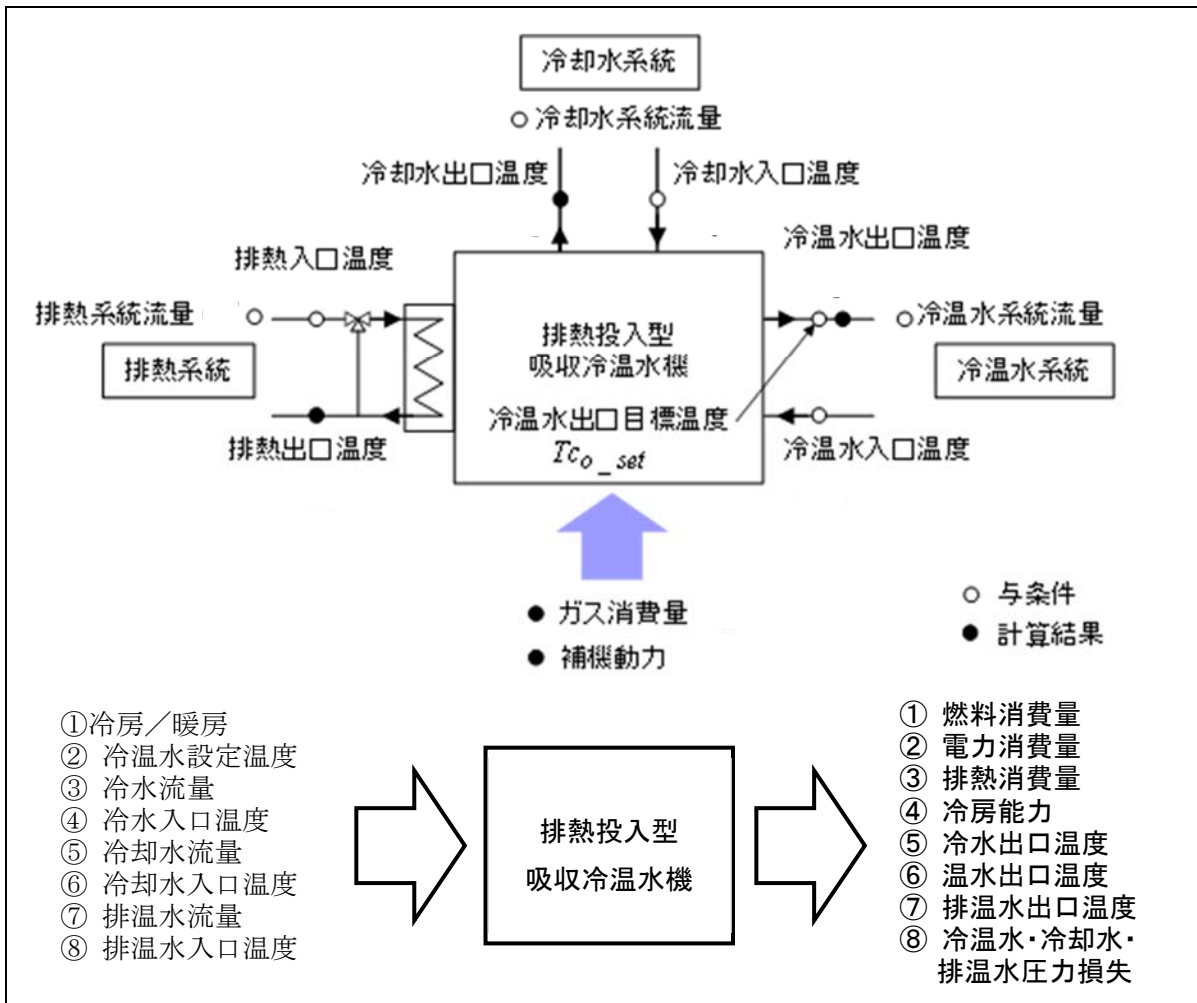 冷却水系統
○冷却水系統流量
冷却水出口温度
冷却水入口温度
冷温水出口温度
排熱入口温度
排熱系統流量
冷温水系統流量
排熱投入型
吸収冷温水機
排熱系統
冷温水系統
冷温水出口目標温度
Tco_set
排熱出口温度
冷温水入口温度
● ガス消費量
● 補機動力
○ 与条件
● 計算結果
①冷房／暖房
② 冷温水設定温度
③ 冷水流量
④ 冷水入口温度
⑤ 冷却水流量
⑥ 冷却水入口温度
⑦ 排温水流量
⑧ 排温水入口温度
排熱投入型
吸収冷温水機
① 燃料消費量
② 電力消費量
③ 排熱消費量
④ 冷房能力
⑤ 冷水出口温度
⑥ 温水出口温度
⑦ 排温水出口温度
⑧ 冷温水・冷却水・
排温水圧力損失